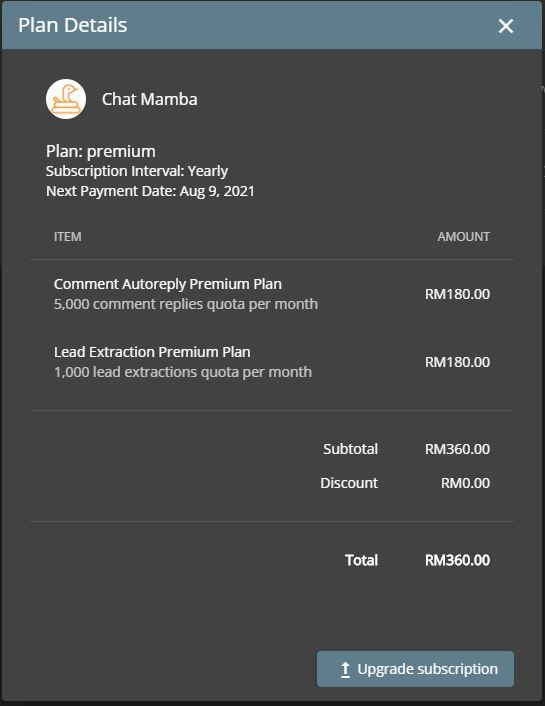 Plan Details
Chat Mamba
Plan: premium
Subscription Interval: Yearly
Next Payment Date: Aug 9, 2021
ITEM AMOUNT
Comment Autoreply Premium Plan
5,000 comment replies quota per month
RM180.00
Lead Extraction Premium Plan
1,000 lead extractions quota per month
RM180.00
Subtotal RM360.00
Discount RM0.00
Total RM360.00
Upgrade subscription